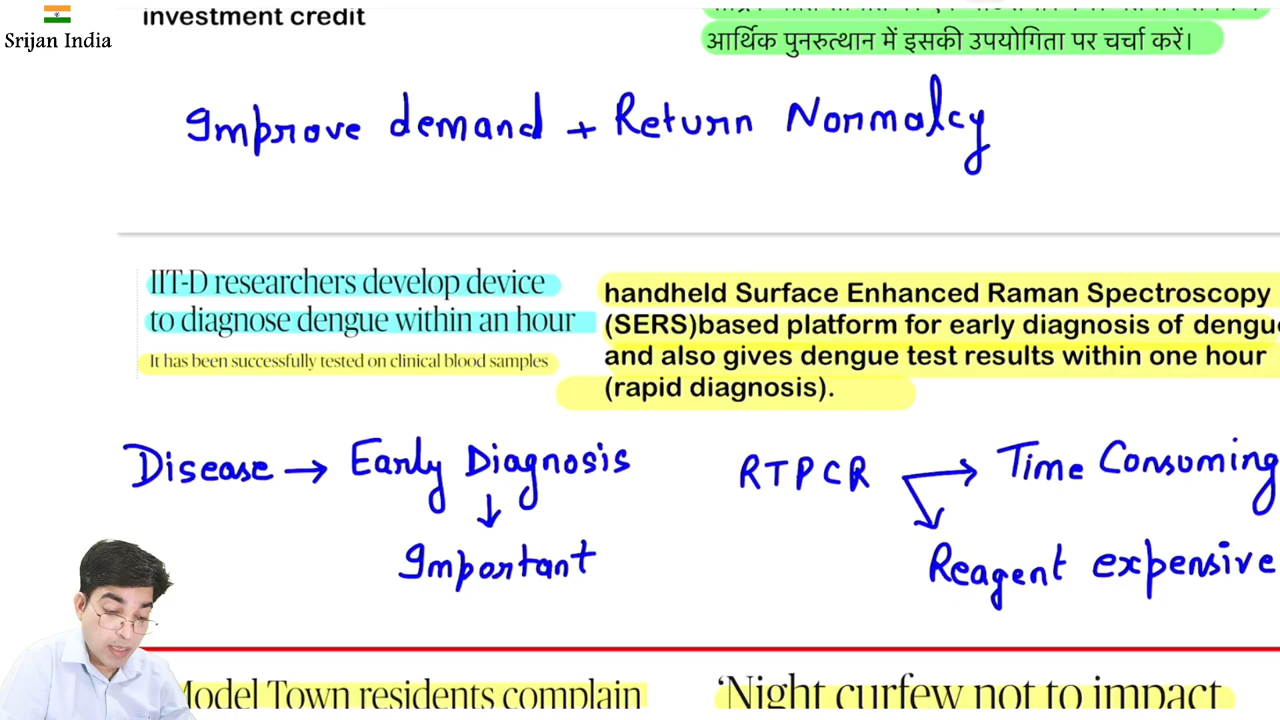 Srijan India
investment credit
आर्थिक पुनरुत्थान में इसकी उपयोगिता पर चर्चा करें।
Improve demand + Return Normalcy
IIT-D researchers develop device
to diagnose dengue within an hour
It has been successfully tested on clinical blood samples
handheld Surface Enhanced Raman Spectroscopy
(SERS)based platform for early diagnosis of dengu
and also gives dengue test results within one hour
(rapid diagnosis).
Disease → Early Diagnosis
↓
Important
RTPCR → Time Consuming
Reagent expensive
Model Town residents complain
‘Night curfew not to impact